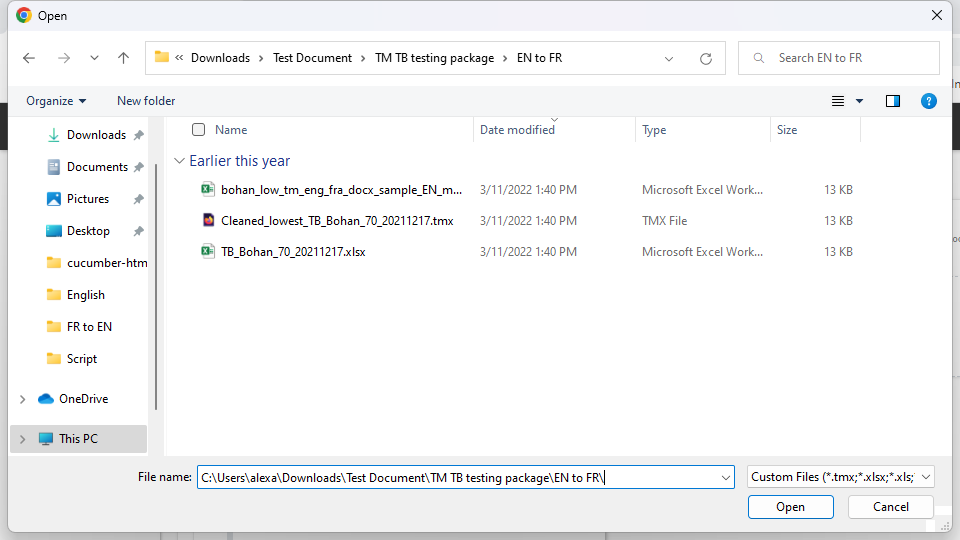 Open
Downloads Test Document TM TB testing package EN to FR
Search EN to FR
Organize New folder
Name Date modified Type Size
Downloads
Documents
Pictures
Desktop
cucumber-htm
English
FR to EN
Script
OneDrive
This PC
Earlier this year
bohan_low_tm_eng_fra_docx_sample_EN_m... 3/11/2022 1:40 PM Microsoft Excel Work... 13 KB
Cleaned_lowest_TB_Bohan_70_20211217.tmx 3/11/2022 1:40 PM TMX File 13 KB
TB_Bohan_70_20211217.xlsx 3/11/2022 1:40 PM Microsoft Excel Work... 13 KB
File name: C:\Users\alexa\Downloads\Test Document\TM TB testing package\EN to FR\
Custom Files (*.tmx;*.xlsx;*.xls;
Open Cancel